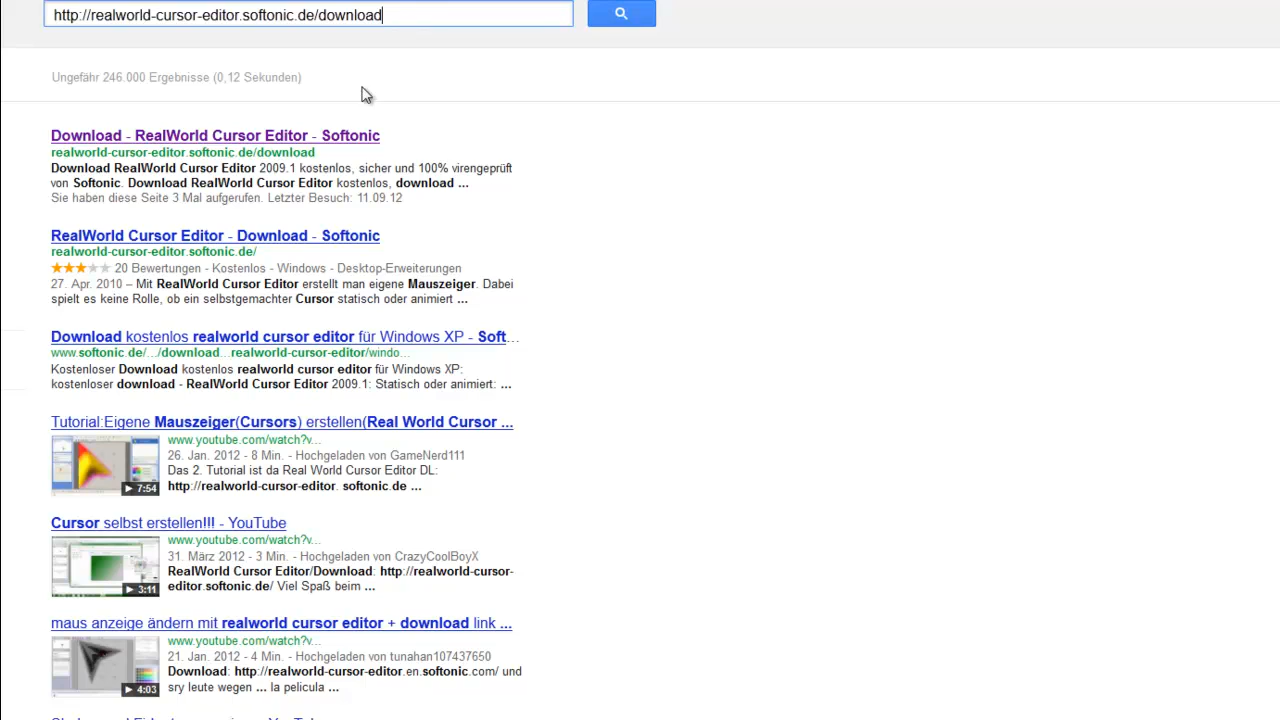 http://realworld-cursor-editor.softonic.de/download
Ungefähr 246.000 Ergebnisse (0,12 Sekunden)
Download - RealWorld Cursor Editor - Softonic
realworld-cursor-editor.softonic.de/download
Download RealWorld Cursor Editor 2009.1 kostenlos, sicher und 100% virengeprüft
von Softonic. Download RealWorld Cursor Editor kostenlos, download ...
Sie haben diese Seite 3 Mal aufgerufen. Letzter Besuch: 11.09.12
RealWorld Cursor Editor - Download - Softonic
realworld-cursor-editor.softonic.de/
20 Bewertungen - Kostenlos - Windows - Desktop-Erweiterungen
27. Apr. 2010 – Mit RealWorld Cursor Editor erstellt man eigene Mauszeiger. Dabei
spielt es keine Rolle, ob ein selbstgemachter Cursor statisch oder animiert ...
Download kostenlos realworld cursor editor für Windows XP - Soft...
www.softonic.de/.../download...realworld-cursor-editor/windo...
Kostenloser Download kostenlos realworld cursor editor für Windows XP:
kostenloser download - RealWorld Cursor Editor 2009.1: Statisch oder animiert: ...
Tutorial:Eigene Mauszeiger(Cursors) erstellen(Real World Cursor ...
www.youtube.com/watch?v...
26. Jan. 2012 - 8 Min. - Hochgeladen von GameNerd111
Das 2. Tutorial ist da Real World Cursor Editor DL:
http://realworld-cursor-editor. softonic.de ...
7:54
Cursor selbst erstellen!!! - YouTube
www.youtube.com/watch?v...
31. März 2012 - 3 Min. - Hochgeladen von CrazyCoolBoyX
RealWorld Cursor Editor/Download: http://realworld-cursor-
editor.softonic.de/ Viel Spaß beim ...
3:11
maus anzeige ändern mit realworld cursor editor + download link ...
www.youtube.com/watch?v...
21. Jan. 2012 - 4 Min. - Hochgeladen von tunahan107437650
Download: http://realworld-cursor-editor.en.softonic.com/ und
sry leute wegen ... la pelicula ...
4:03